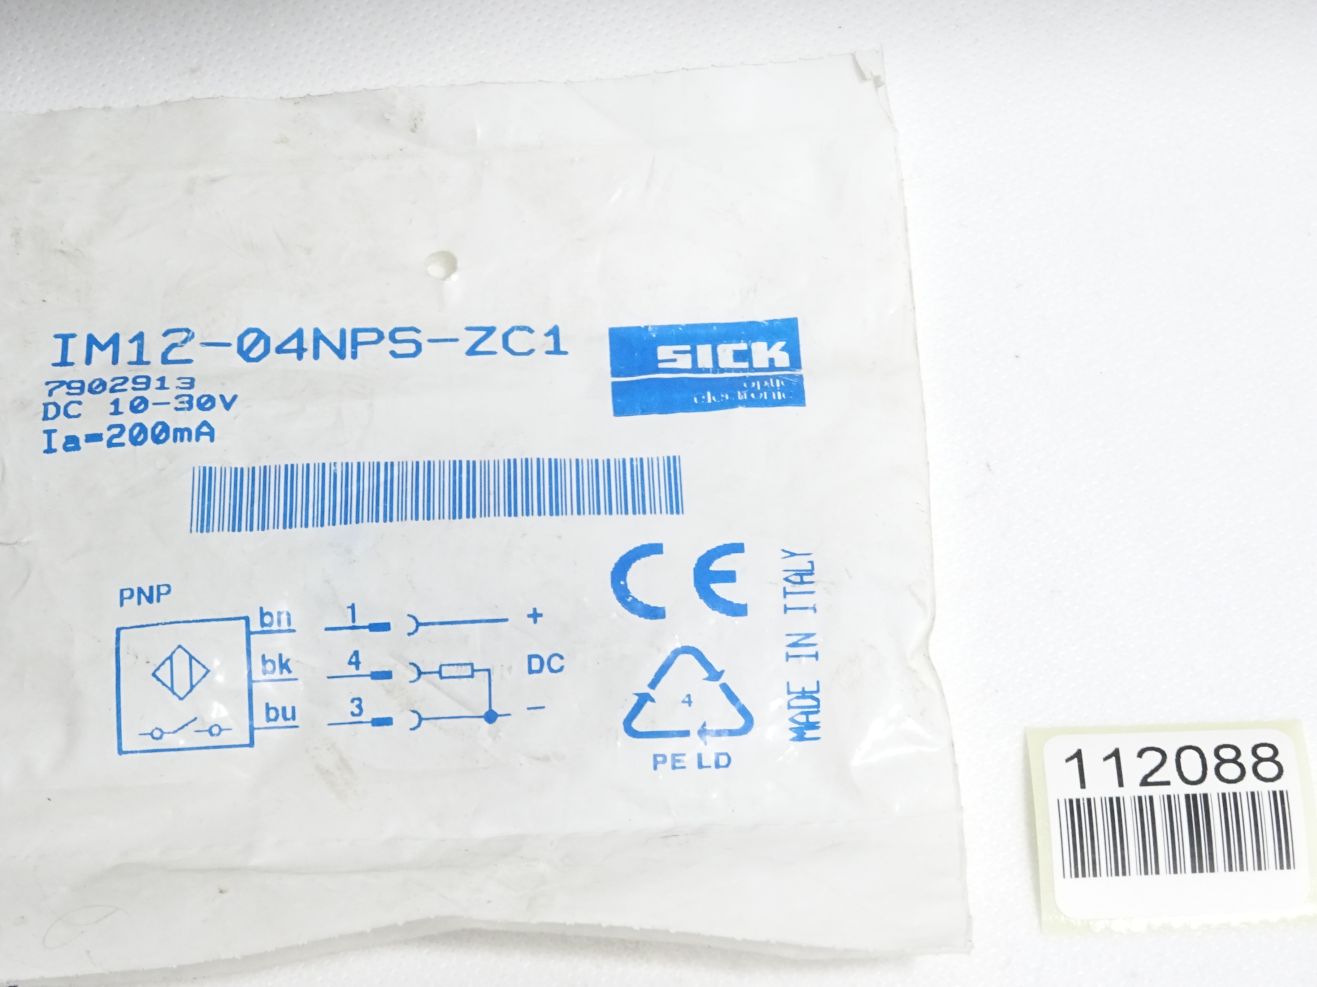 IM12-04NPS-ZC1
7902913
DC 10-30V
Ia=200mA
SICK
optic
electronic
PNP
bn 1 +
bk 4 DC
bu 3 -
CE
4
PE LD
MADE IN ITALY
112088